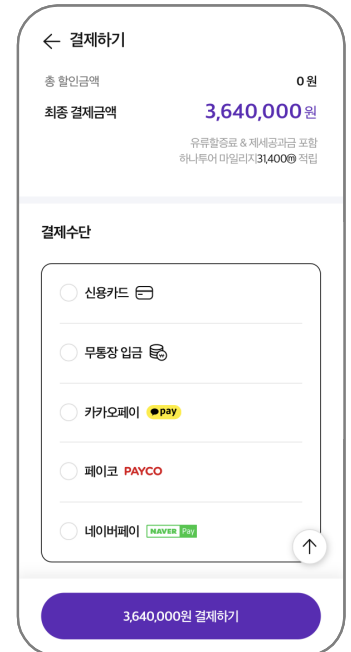 결제하기
총 할인금액 0원
최종 결제금액 3,640,000원
유류할증료 & 제세공과금 포함
하나투어 마일리지31,400ⓜ 적립
결제수단
신용카드
무통장 입금
카카오페이 pay
페이코 PAYCO
네이버페이 NAVER Pay
3,640,000원 결제하기